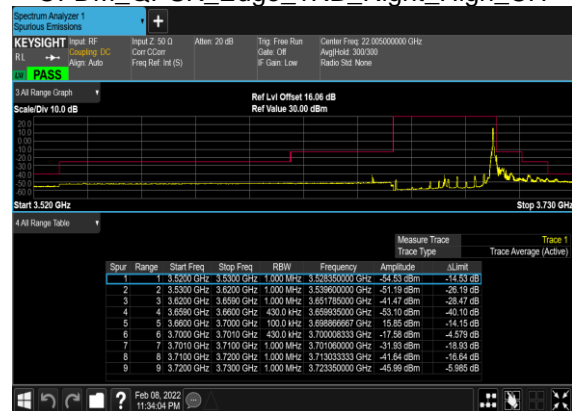 Spectrum Analyzer 1
Spurious Emissions
+
KEYSIGHT Input: RF Input Z: 50 Ω Atten: 20 dB Trig: Free Run Center Freq: 22.005000000 GHz
RL Coupling: DC Corr CCorr Gate: Off Avg|Hold: 300/300
Align: Auto Freq Ref: Int (S) IF Gain: Low Radio Std: None
PASS
3 All Range Graph
Scale/Div 10.0 dB
Ref Lvl Offset 16.06 dB
Ref Value 30.00 dBm
20.0
10.0
0.00
-10.0
-20.0
-30.0
-40.0
-50.0
-60.0
Start 3.520 GHz Stop 3.730 GHz
4 All Range Table
Measure Trace Trace 1
Trace Type Trace Average (Active)
Spur Range Start Freq Stop Freq RBW Frequency Amplitude ΔLimit
1 1 3.5200 GHz 3.5300 GHz 1.000 MHz 3.528350000 GHz -54.53 dBm -14.53 dB
2 2 3.5300 GHz 3.6200 GHz 1.000 MHz 3.539600000 GHz -51.19 dBm -26.19 dB
3 3 3.6200 GHz 3.6590 GHz 1.000 MHz 3.651785000 GHz -41.47 dBm -28.47 dB
4 4 3.6590 GHz 3.6600 GHz 430.0 kHz 3.659935000 GHz -53.10 dBm -40.10 dB
5 5 3.6600 GHz 3.7000 GHz 100.0 kHz 3.698866667 GHz 15.85 dBm -14.15 dB
6 6 3.7000 GHz 3.7010 GHz 430.0 kHz 3.700008333 GHz -17.58 dBm -4.579 dB
7 7 3.7010 GHz 3.7100 GHz 1.000 MHz 3.701060000 GHz -31.93 dBm -18.93 dB
8 8 3.7100 GHz 3.7200 GHz 1.000 MHz 3.713033333 GHz -41.64 dBm -16.64 dB
9 9 3.7200 GHz 3.7300 GHz 1.000 MHz 3.723350000 GHz -45.99 dBm -5.985 dB
? Feb 08, 2022
11:34:04 PM